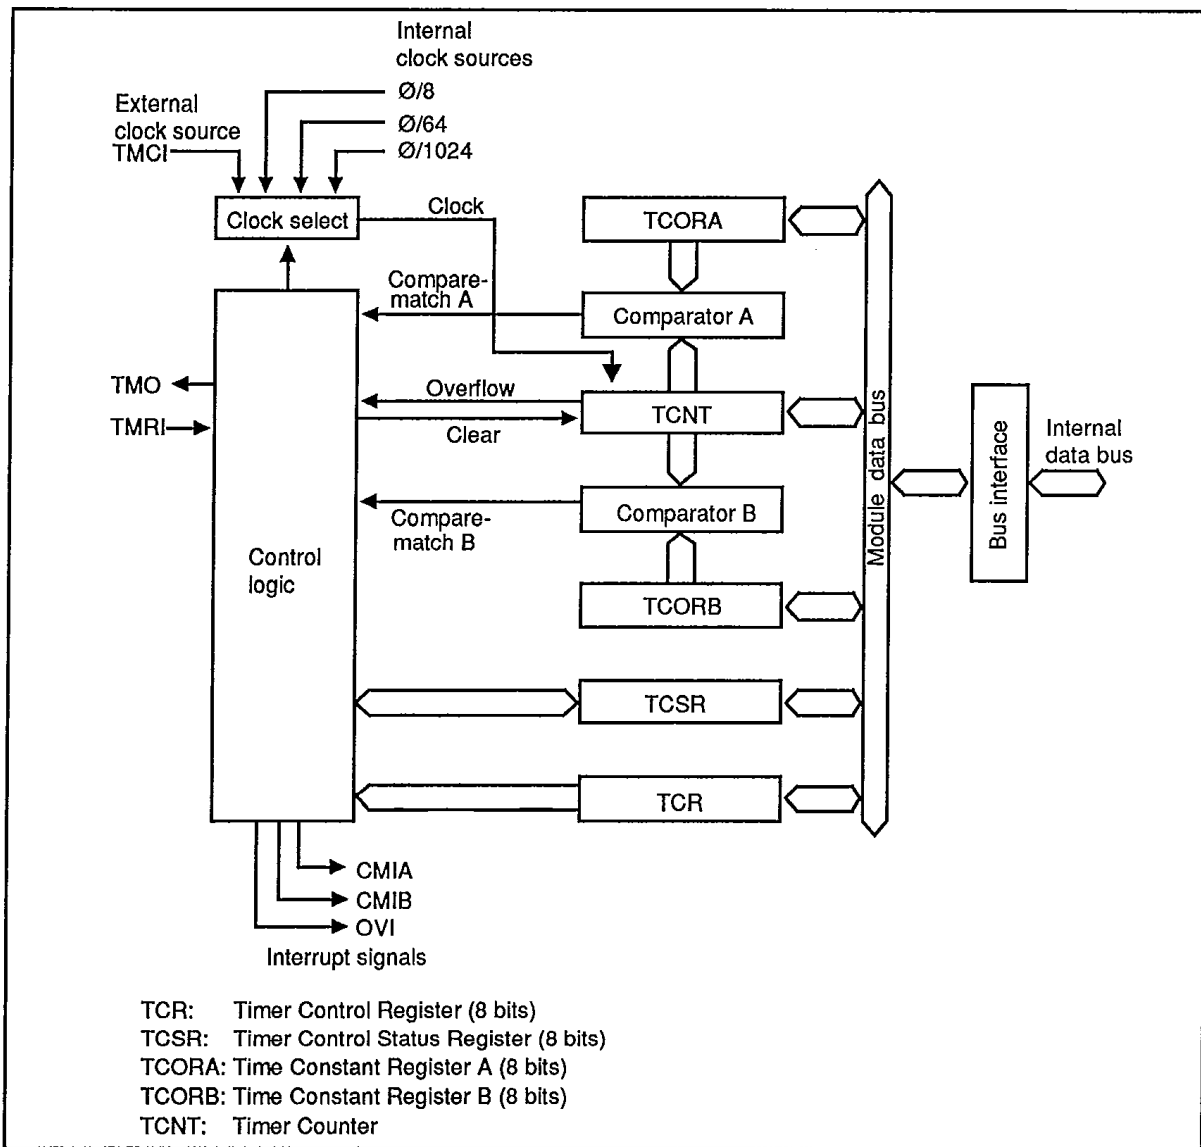 Internal
clock sources
Ø/8
External
clock source
Ø/64
TMCI
Ø/1024
Clock select
Clock
TCORA
Compare-
match A
Comparator A
TMO
Overflow
TCNT
TMRI
Clear
Module data bus
Bus interface
Internal
data bus
Compare-
match B
Comparator B
Control
logic
TCORB
TCSR
TCR
CMIA
CMIB
OVI
Interrupt signals
TCR: Timer Control Register (8 bits)
TCSR: Timer Control Status Register (8 bits)
TCORA: Time Constant Register A (8 bits)
TCORB: Time Constant Register B (8 bits)
TCNT: Timer Counter